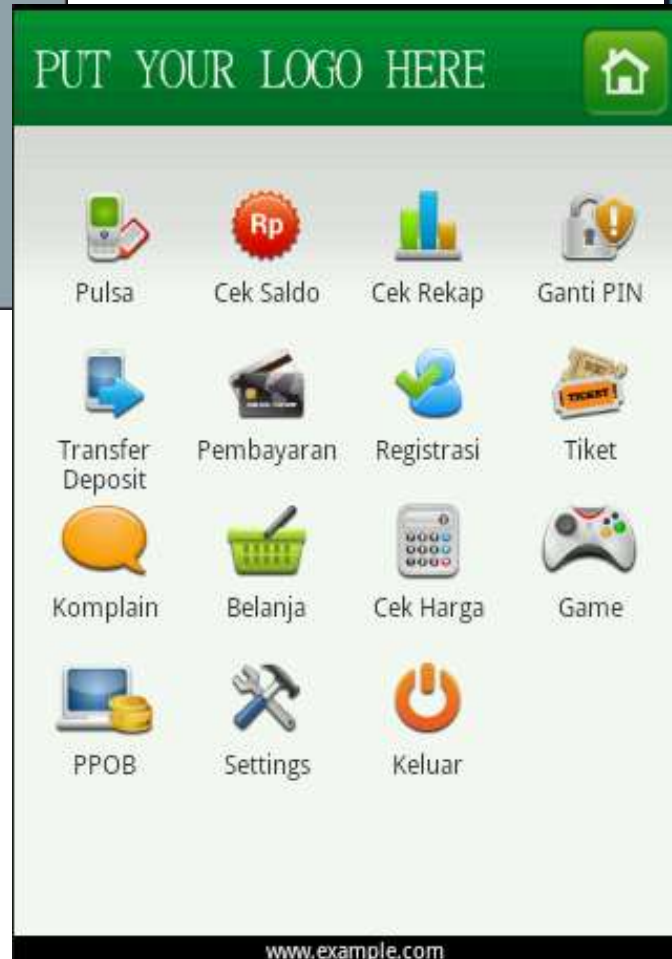 PUT YOUR LOGO HERE
Rp
Pulsa
Cek Saldo
Cek Rekap
Ganti PIN
TICKET
Transfer
Deposit
Pembayaran
Registrasi
Tiket
Komplain
Belanja
Cek Harga
Game
PPOB
Settings
Keluar
www.example.com